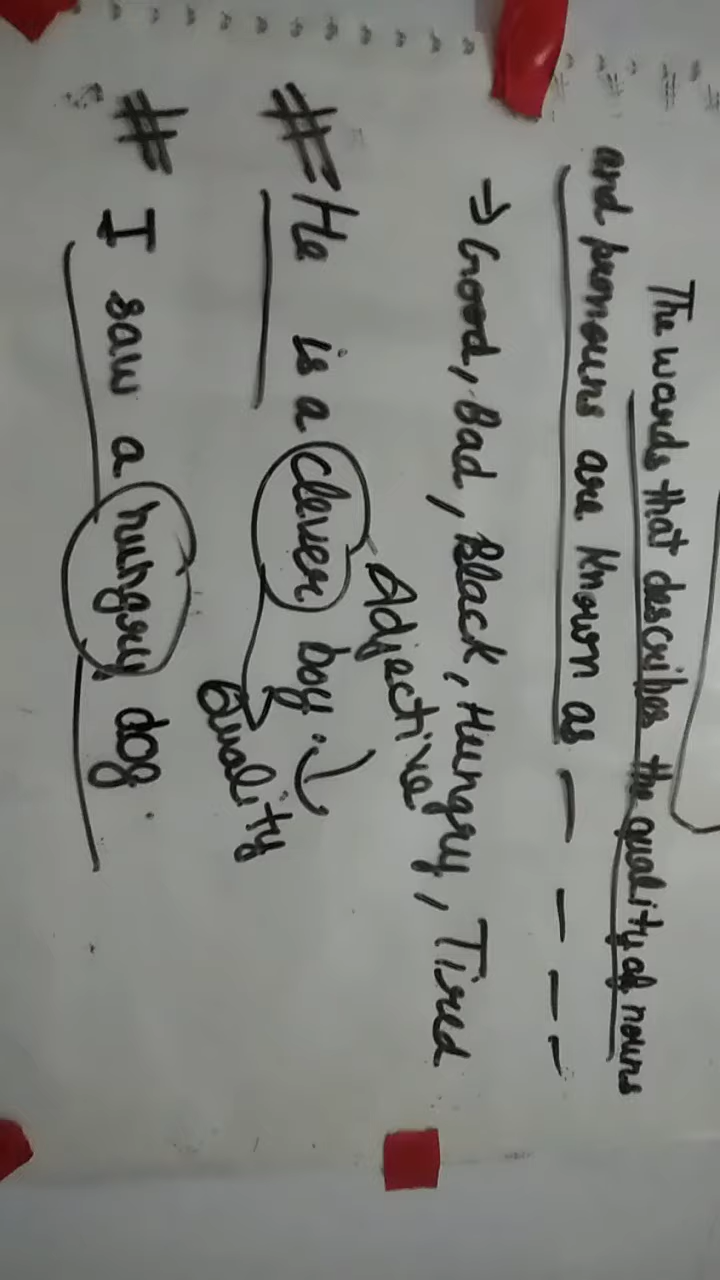 The words that describes the quality of nouns
and pronouns are known as — — — –
→ Good, Bad, Black, Hungry, Tired
Adjective
# He is a clever boy.
Quality
# I saw a hungry dog.